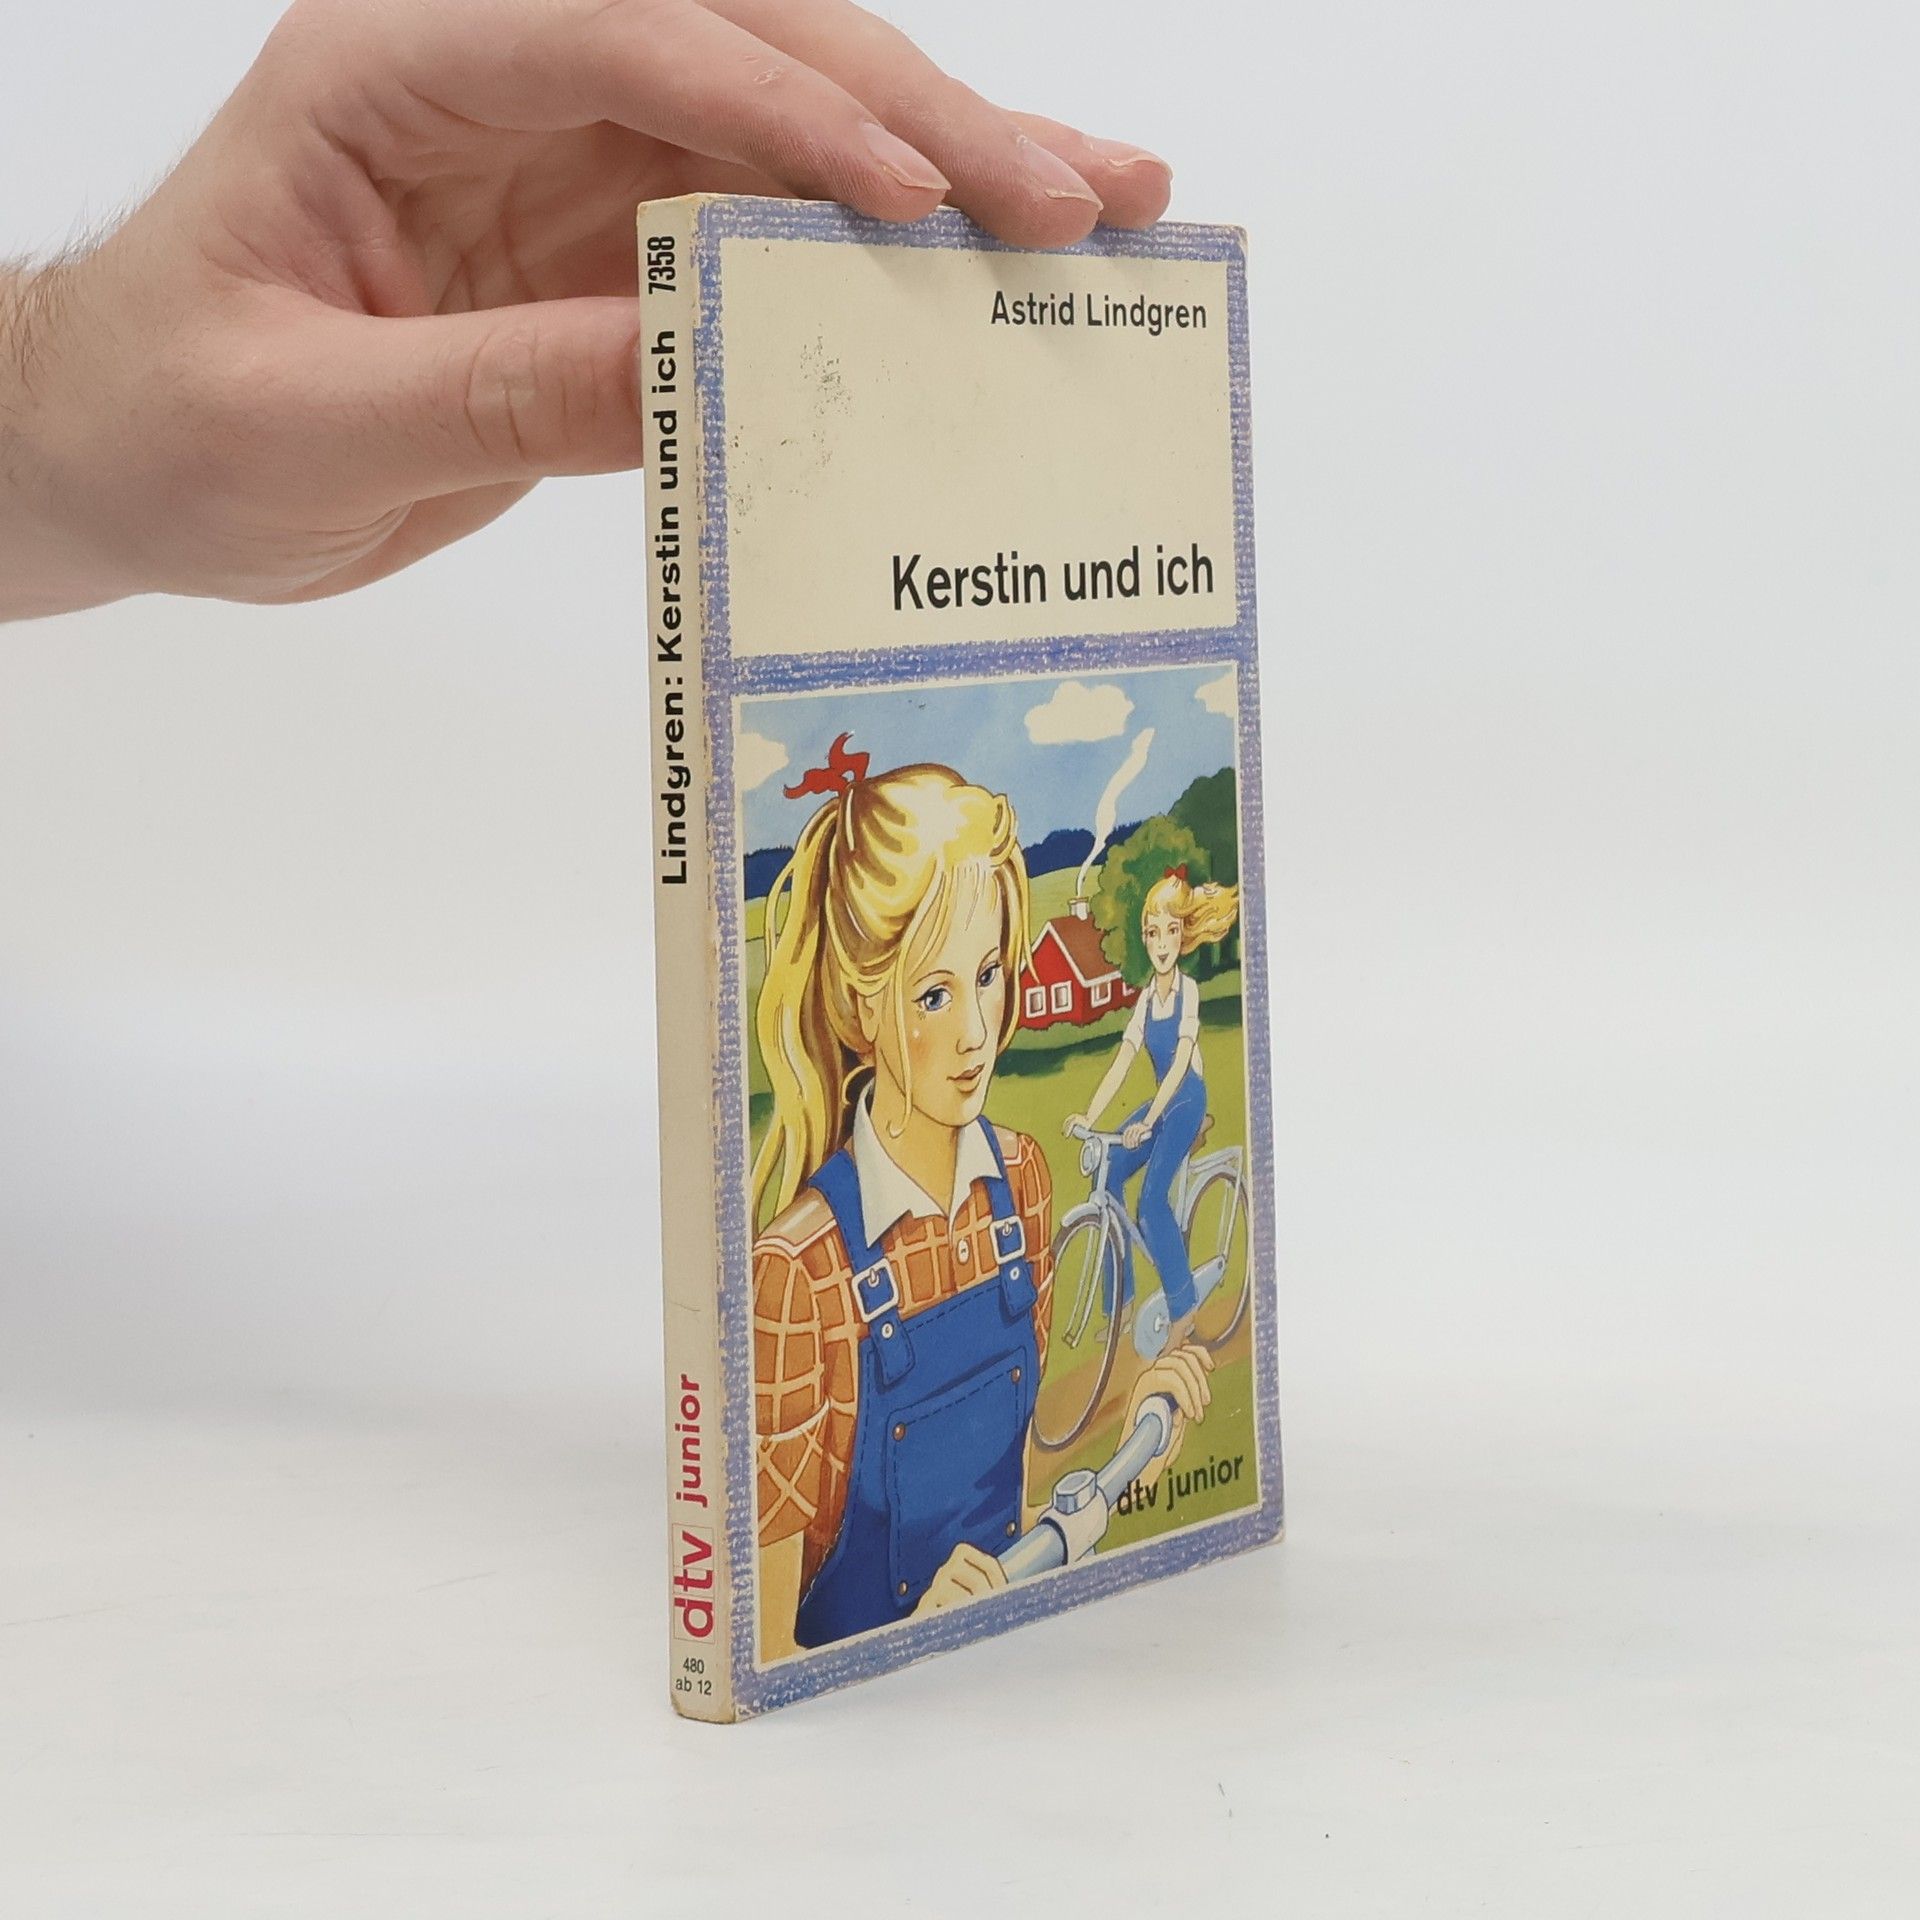 Astrid Lindgren
Kerstin und ich
dtv junior
Lindgren: Kerstin und ich 7358
dtv junior
480
ab 12